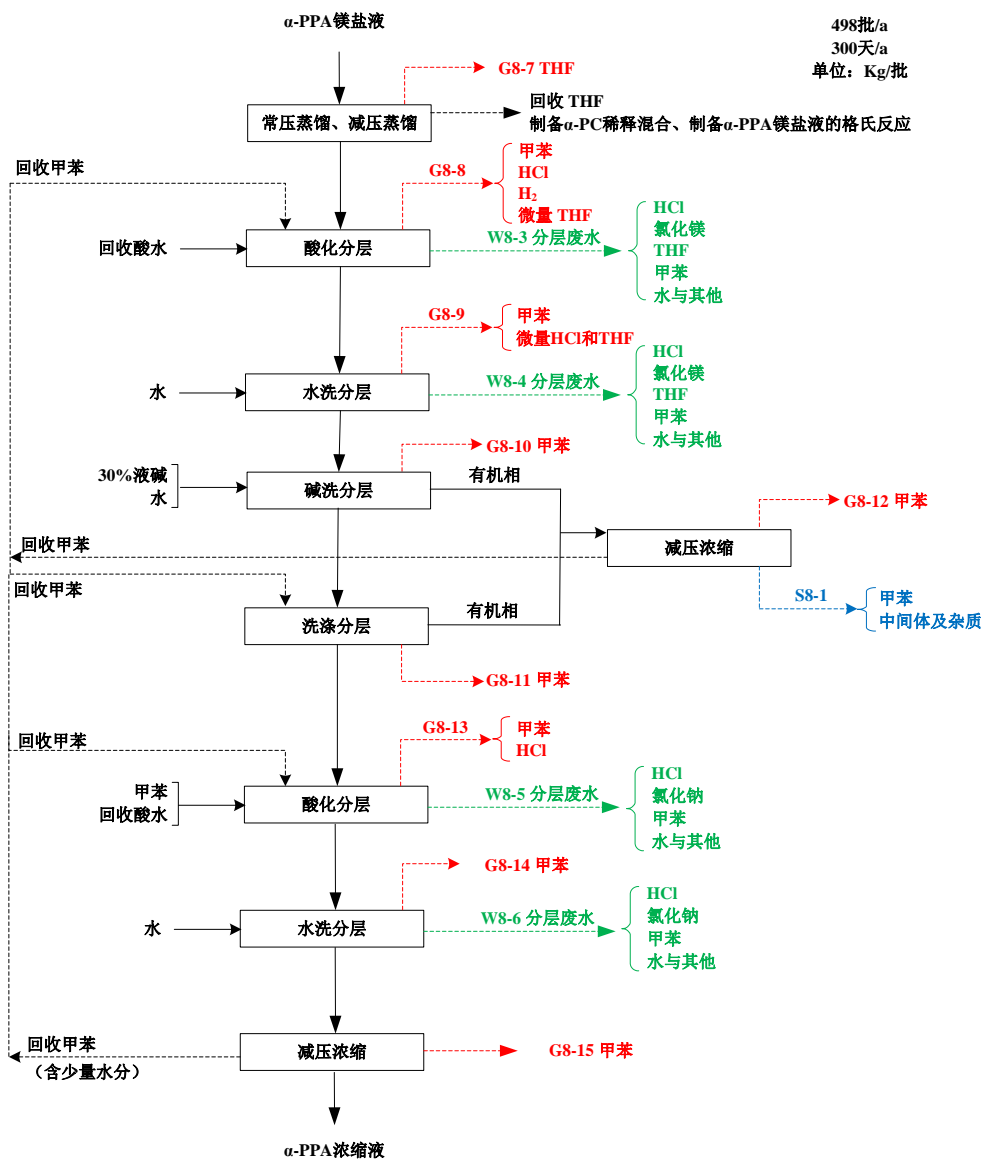 α-PPA镁盐液
498批/a
300天/a
单位：Kg/批
G8-7 THF
常压蒸馏、减压蒸馏
回收 THF
制备α-PC稀释混合、制备α-PPA镁盐液的格氏反应
回收甲苯
G8-8
甲苯
HCl
H₂
微量 THF
回收酸水
酸化分层
W8-3 分层废水
HCl
氯化镁
THF
甲苯
水与其他
G8-9
甲苯
微量HCl和THF
水
水洗分层
W8-4 分层废水
HCl
氯化镁
THF
甲苯
水与其他
G8-10 甲苯
30%液碱
水
碱洗分层
有机相
G8-12 甲苯
回收甲苯
减压浓缩
回收甲苯
S8-1
甲苯
中间体及杂质
洗涤分层
有机相
G8-11 甲苯
回收甲苯
G8-13
甲苯
HCl
甲苯
回收酸水
酸化分层
W8-5 分层废水
HCl
氯化钠
甲苯
水与其他
G8-14 甲苯
水
水洗分层
W8-6 分层废水
HCl
氯化钠
甲苯
水与其他
回收甲苯
（含少量水分）
减压浓缩
G8-15 甲苯
α-PPA浓缩液